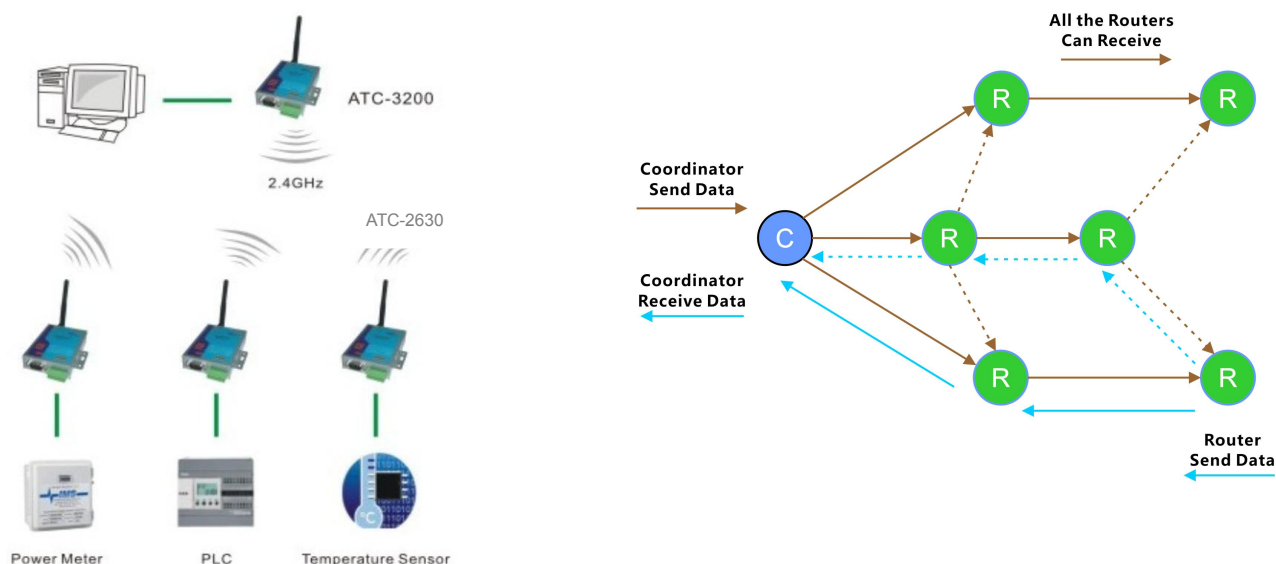 ATC-3200
2.4GHz
ATC-2630
Power Meter
PLC
Temperature Sensor
All the Routers
Can Receive
R
R
Coordinator
Send Data
C
R
R
Coordinator
Receive Data
R
R
Router
Send Data
°C